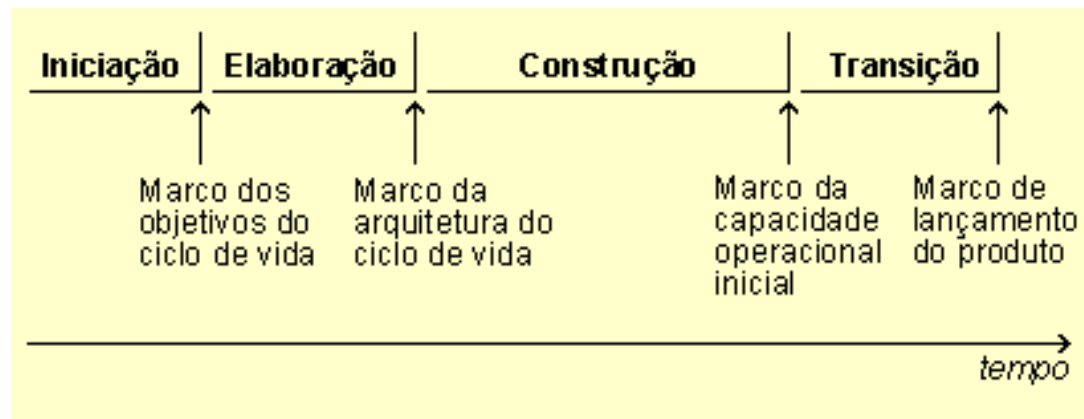 Iniciação Elaboração Construção Transição
Marco dos
objetivos do
ciclo de vida
Marco da
arquitetura do
ciclo de vida
Marco da
capacidade
operacional
inicial
Marco de
lançamento
do produto
tempo